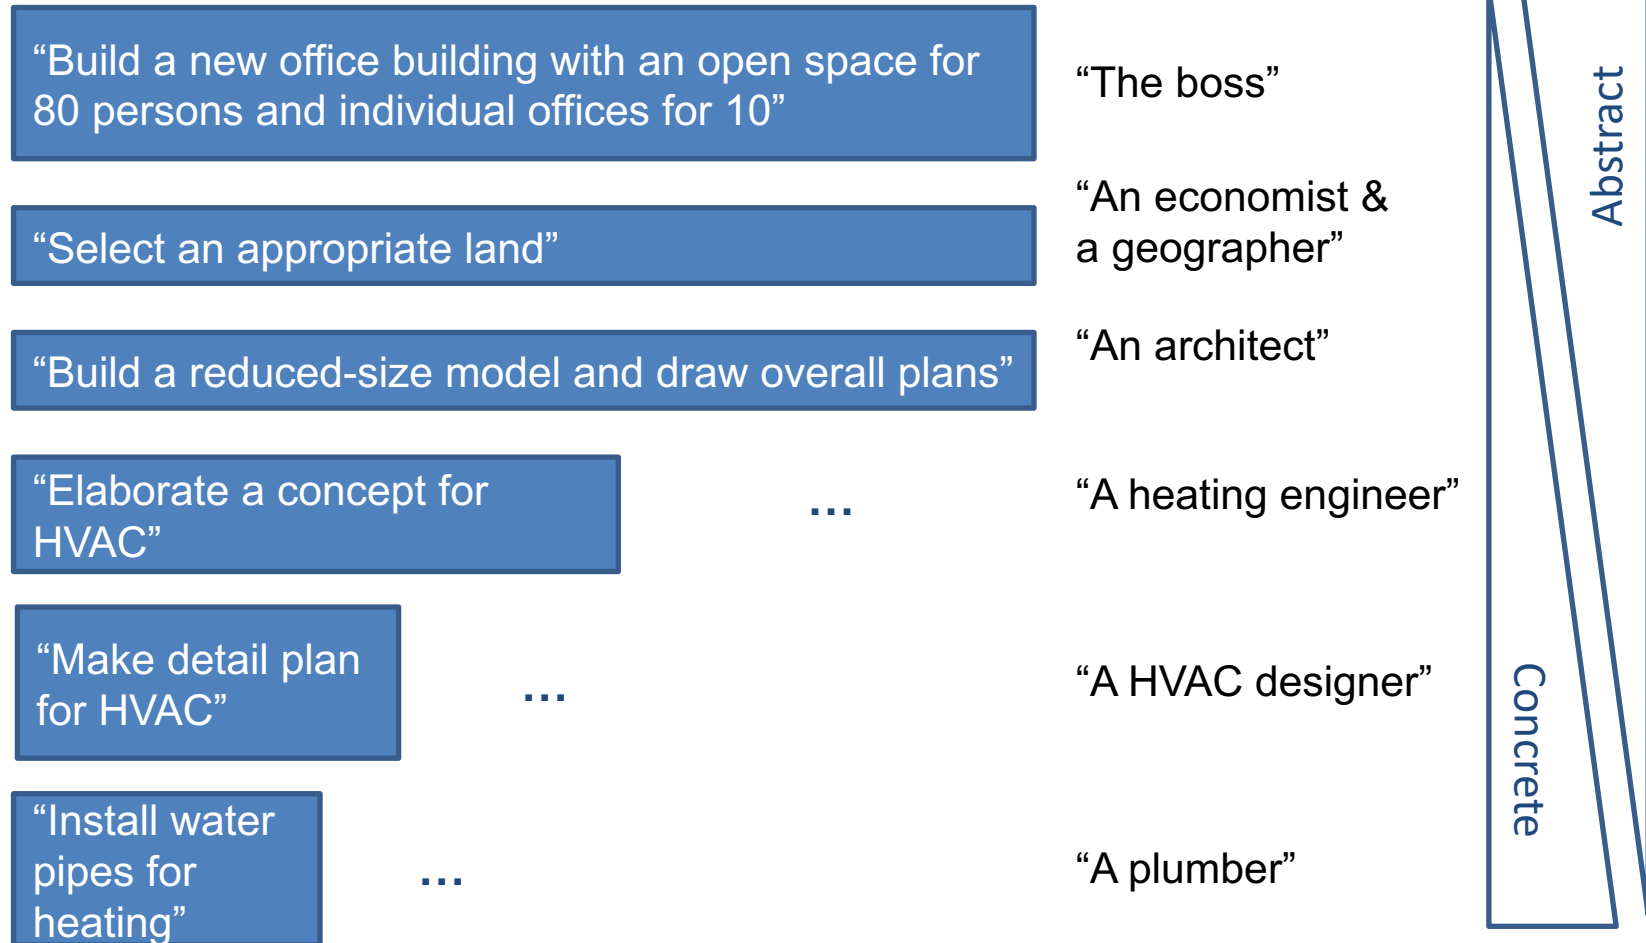 “Build a new office building with an open space for
80 persons and individual offices for 10”
“The boss”
“Select an appropriate land”
“An economist &
a geographer”
“Build a reduced-size model and draw overall plans”
“An architect”
“Elaborate a concept for
HVAC”
...
“A heating engineer”
“Make detail plan
for HVAC”
...
“A HVAC designer”
“Install water
pipes for
heating”
...
“A plumber”
Abstract
Concrete